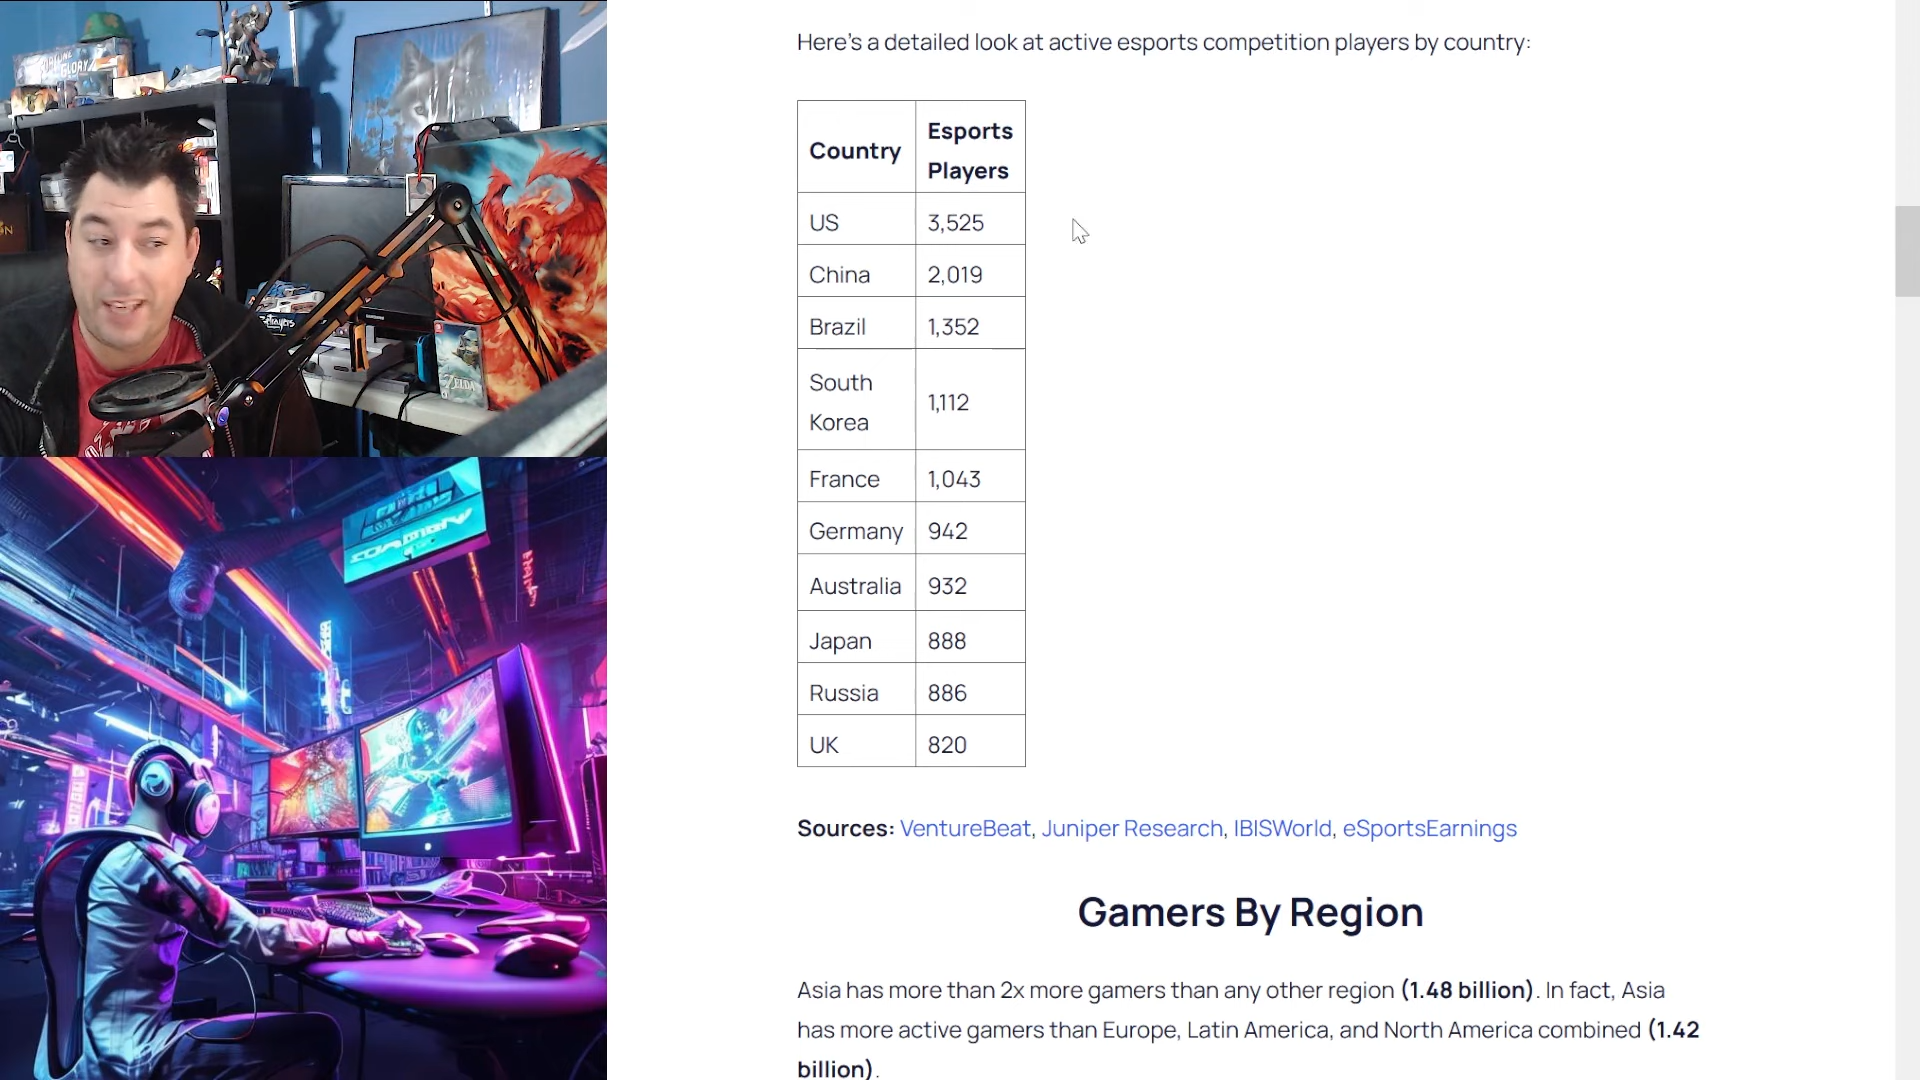 Here's a detailed look at active esports competition players by country:
Country
Esports
Players
US
3,525
China
2,019
Brazil
1,352
South
Korea
1,112
France
1,043
Germany
942
Australia
932
Japan
888
Russia
886
UK
820
Sources: VentureBeat, Juniper Research, IBISWorld, eSportsEarnings
Gamers By Region
Asia has more than 2x more gamers than any other region (1.48 billion). In fact, Asia
has more active gamers than Europe, Latin America, and North America combined (1.42
billion).
GLORY
Betrayers
ZELDA